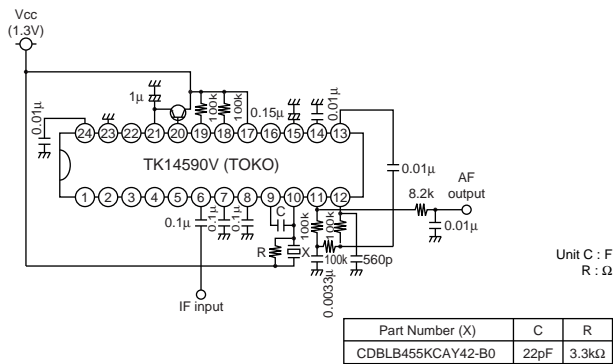 Vcc
(1.3V)
1μ
100k
100k
0.15μ
0.01μ
0.01μ
24 23 22 21 20 19 18 17 16 15 14 13
TK14590V (TOKO)
1 2 3 4 5 6 7 8 9 10 11 12
0.01μ
AF
output
8.2k
0.01μ
0.1μ
0.1μ
0.1μ
C
100k
100k
R
X
100k
560p
0.0033μ
IF input
Unit C : F
R : Ω
Part Number (X) C R
CDBLB455KCAY42-B0 22pF 3.3kΩ